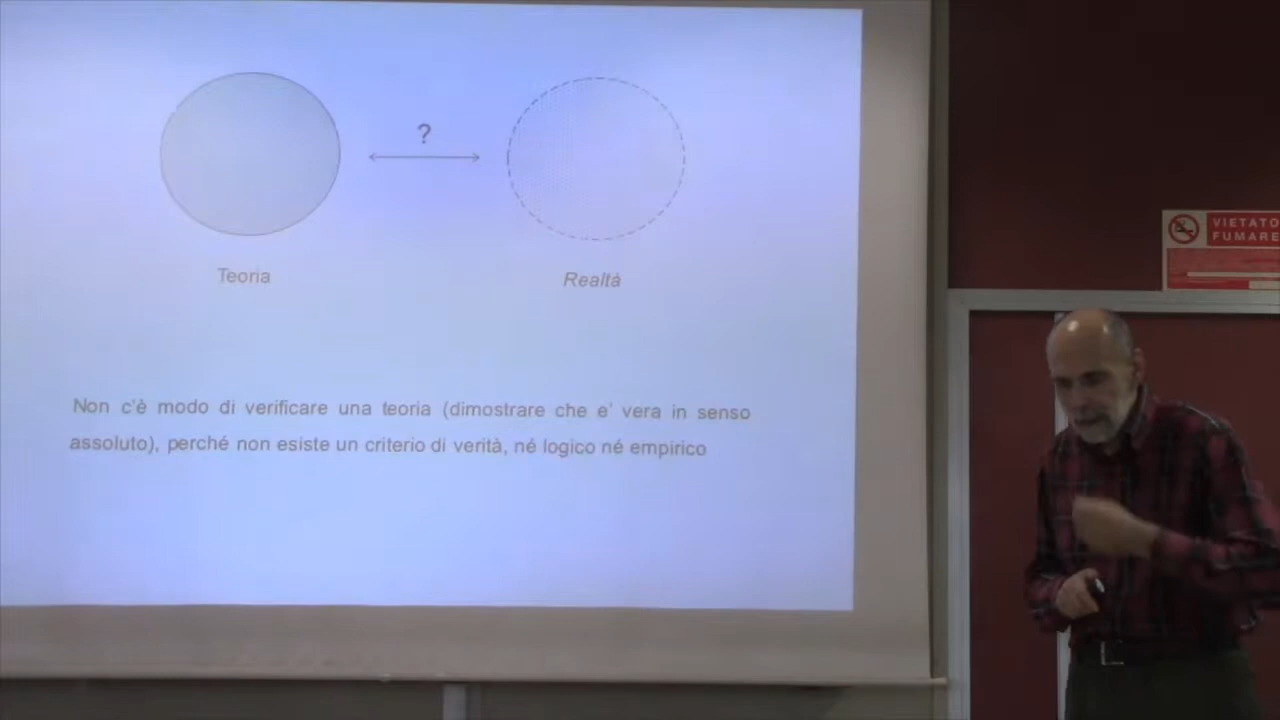 ?
Teoria
Realtà
Non c'è modo di verificare una teoria (dimostrare che e' vera in senso
assoluto), perché non esiste un criterio di verità, né logico né empirico
VIETATO
FUMARE